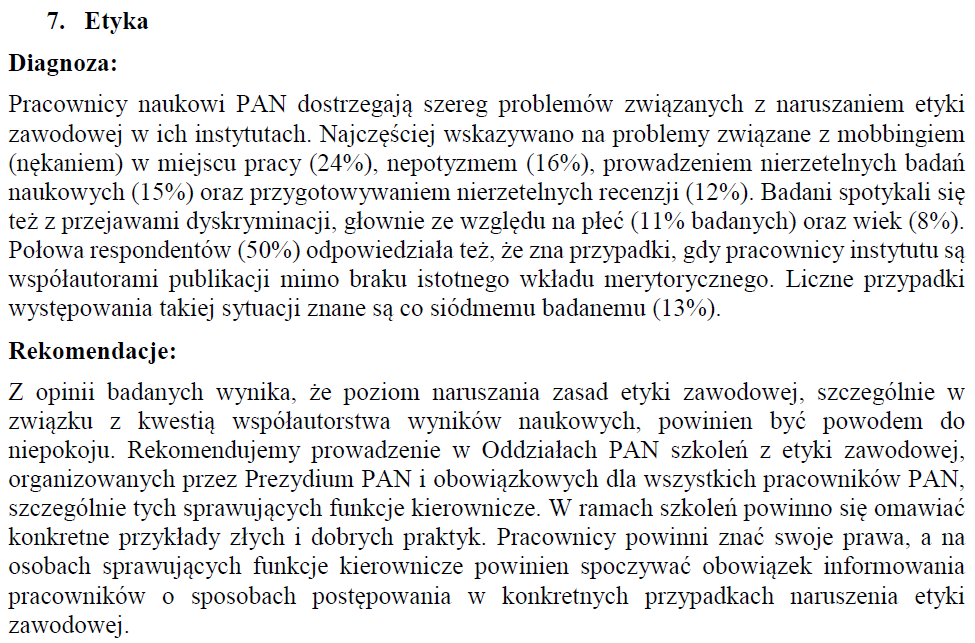 7. Etyka
Diagnoza:
Pracownicy naukowi PAN dostrzegają szereg problemów związanych z naruszaniem etyki
zawodowej w ich instytutach. Najczęściej wskazywano na problemy związane z mobbingiem
(nękaniem) w miejscu pracy (24%), nepotyzmem (16%), prowadzeniem nierzetelnych badań
naukowych (15%) oraz przygotowywaniem nierzetelnych recenzji (12%). Badani spotykali się
też z przejawami dyskryminacji, głownie ze względu na płeć (11% badanych) oraz wiek (8%).
Połowa respondentów (50%) odpowiedziała też, że zna przypadki, gdy pracownicy instytutu są
współautorami publikacji mimo braku istotnego wkładu merytorycznego. Liczne przypadki
występowania takiej sytuacji znane są co siódmemu badanemu (13%).
Rekomendacje:
Z opinii badanych wynika, że poziom naruszania zasad etyki zawodowej, szczególnie w
związku z kwestią współautorstwa wyników naukowych, powinien być powodem do
niepokoju. Rekomendujemy prowadzenie w Oddziałach PAN szkoleń z etyki zawodowej,
organizowanych przez Prezydium PAN i obowiązkowych dla wszystkich pracowników PAN,
szczególnie tych sprawujących funkcje kierownicze. W ramach szkoleń powinno się omawiać
konkretne przykłady złych i dobrych praktyk. Pracownicy powinni znać swoje prawa, a na
osobach sprawujących funkcje kierownicze powinien spoczywać obowiązek informowania
pracowników o sposobach postępowania w konkretnych przypadkach naruszenia etyki
zawodowej.